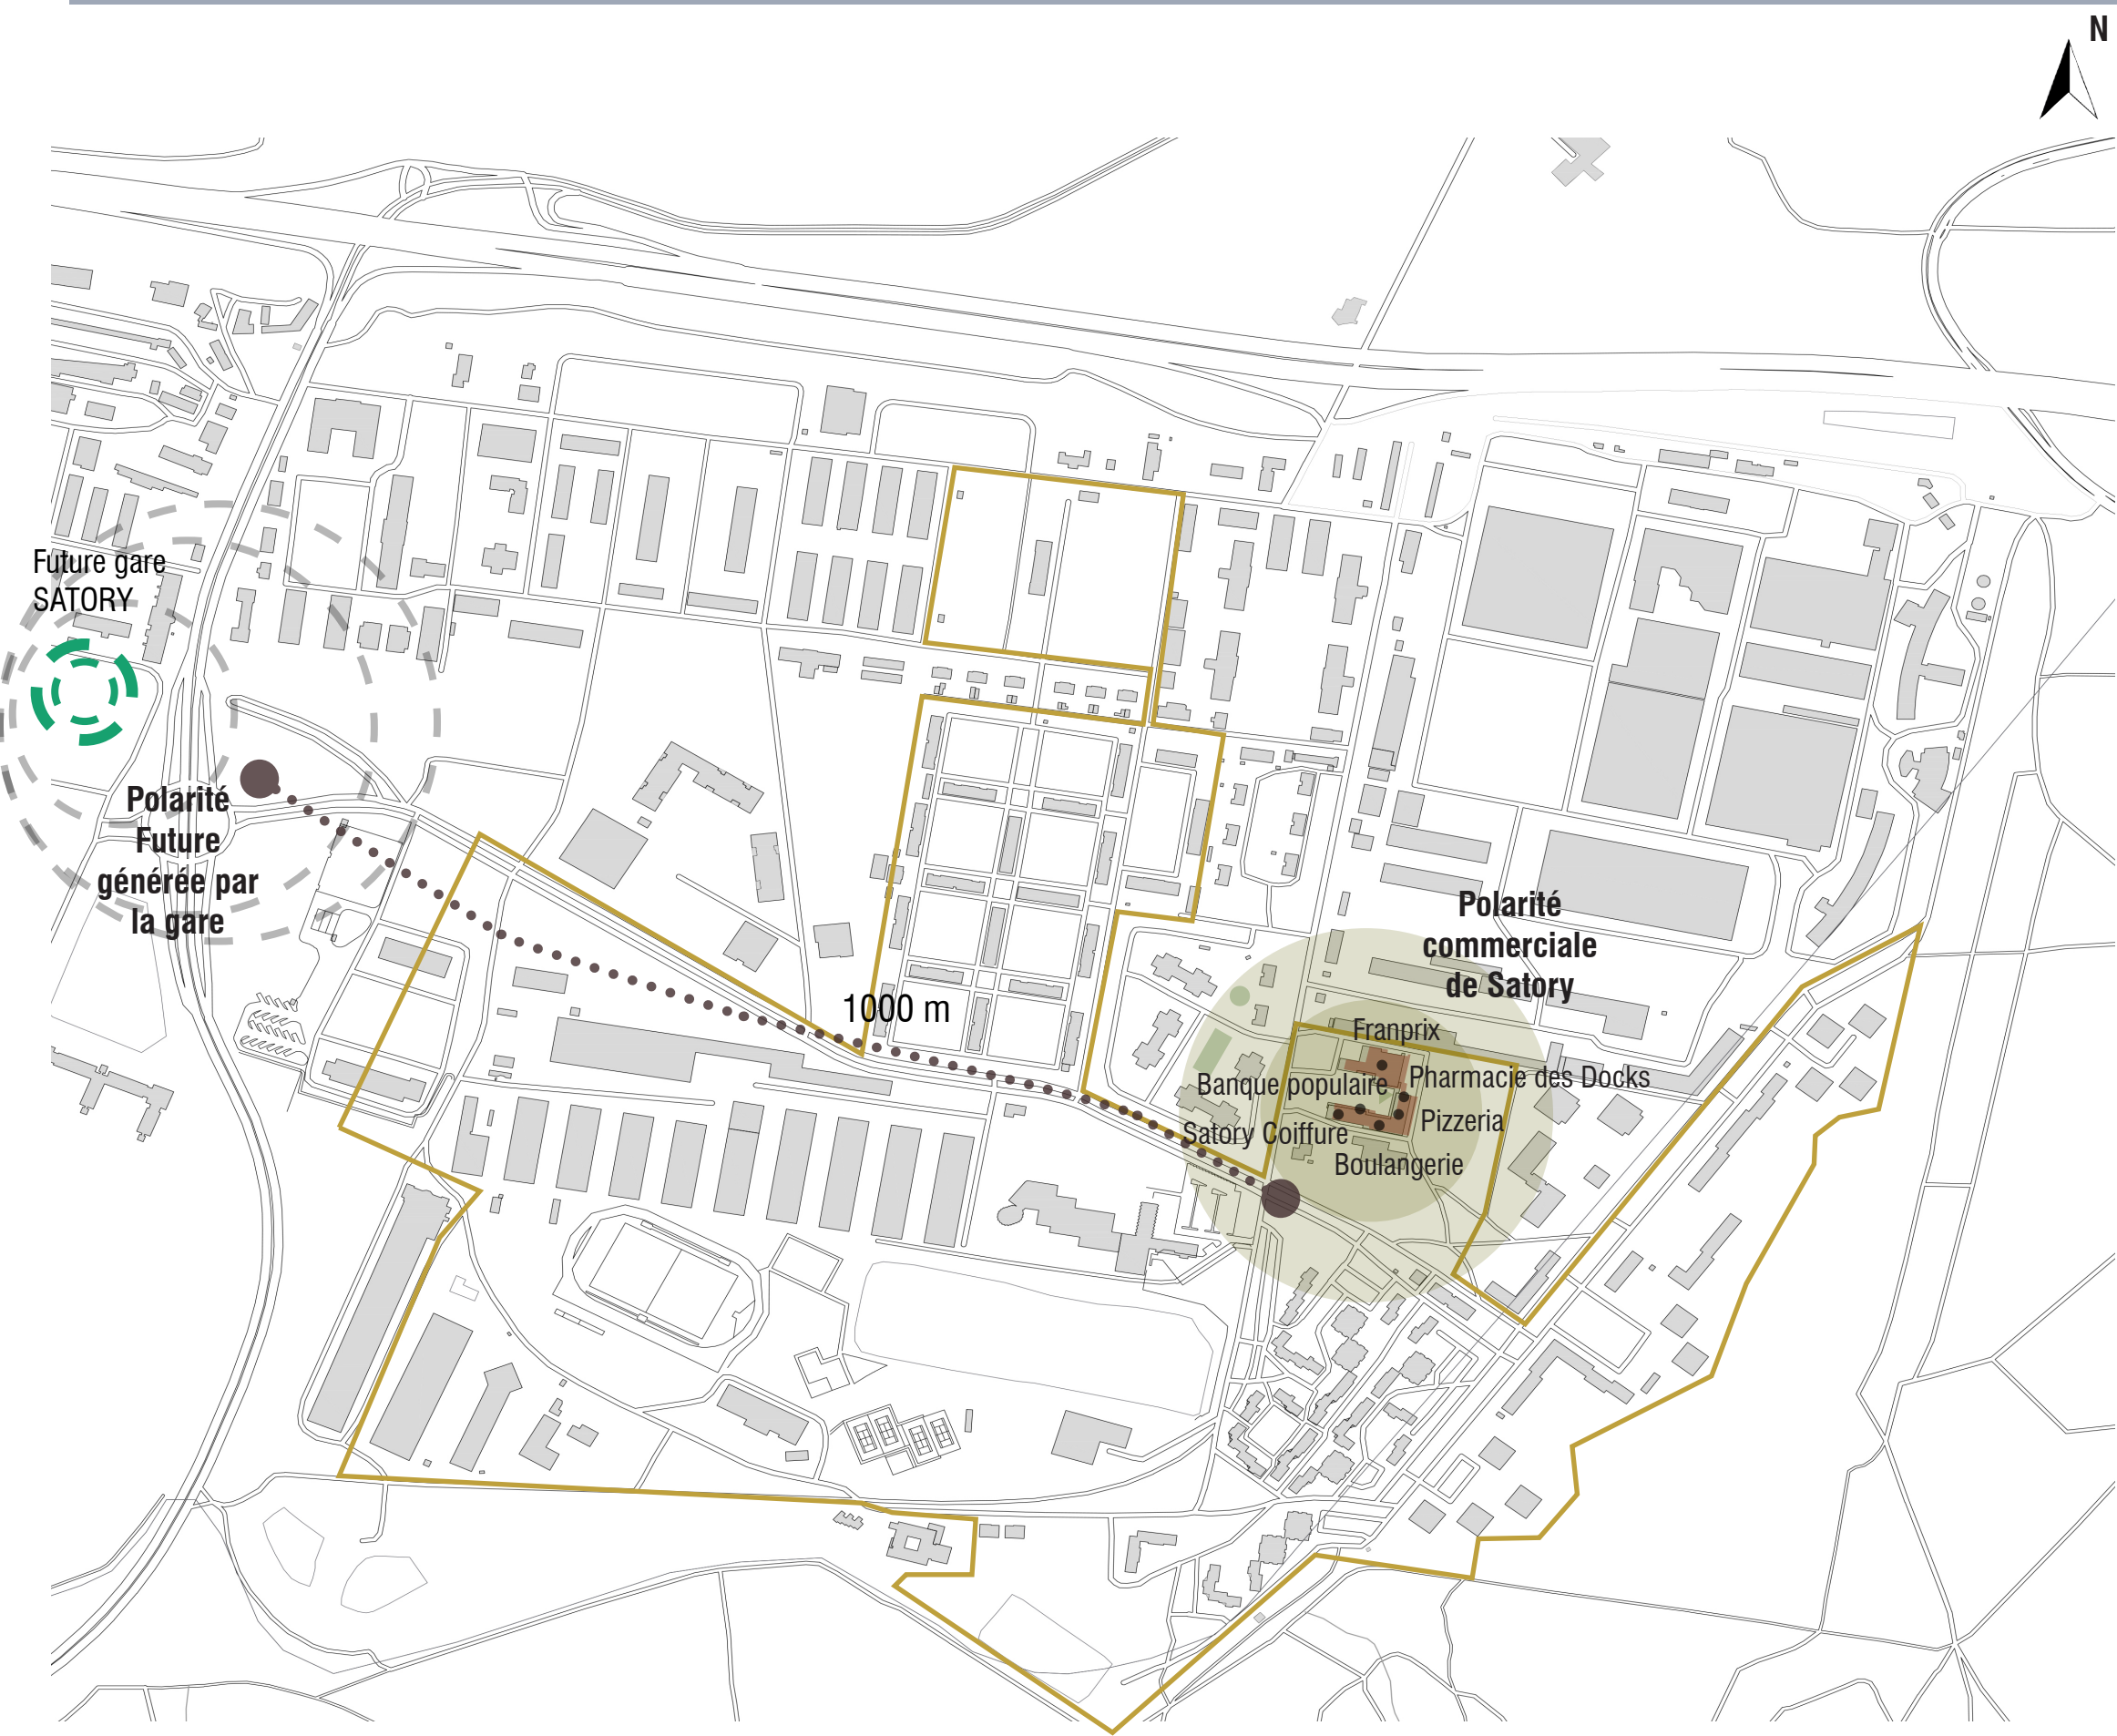 N
Future gare
SATORY
Polarité
Future
générée par
la gare
1000 m
Polarité
commerciale
de Satory
Franprix
Banque populaire
Pharmacie des Docks
Pizzeria
Satory Coiffure
Boulangerie